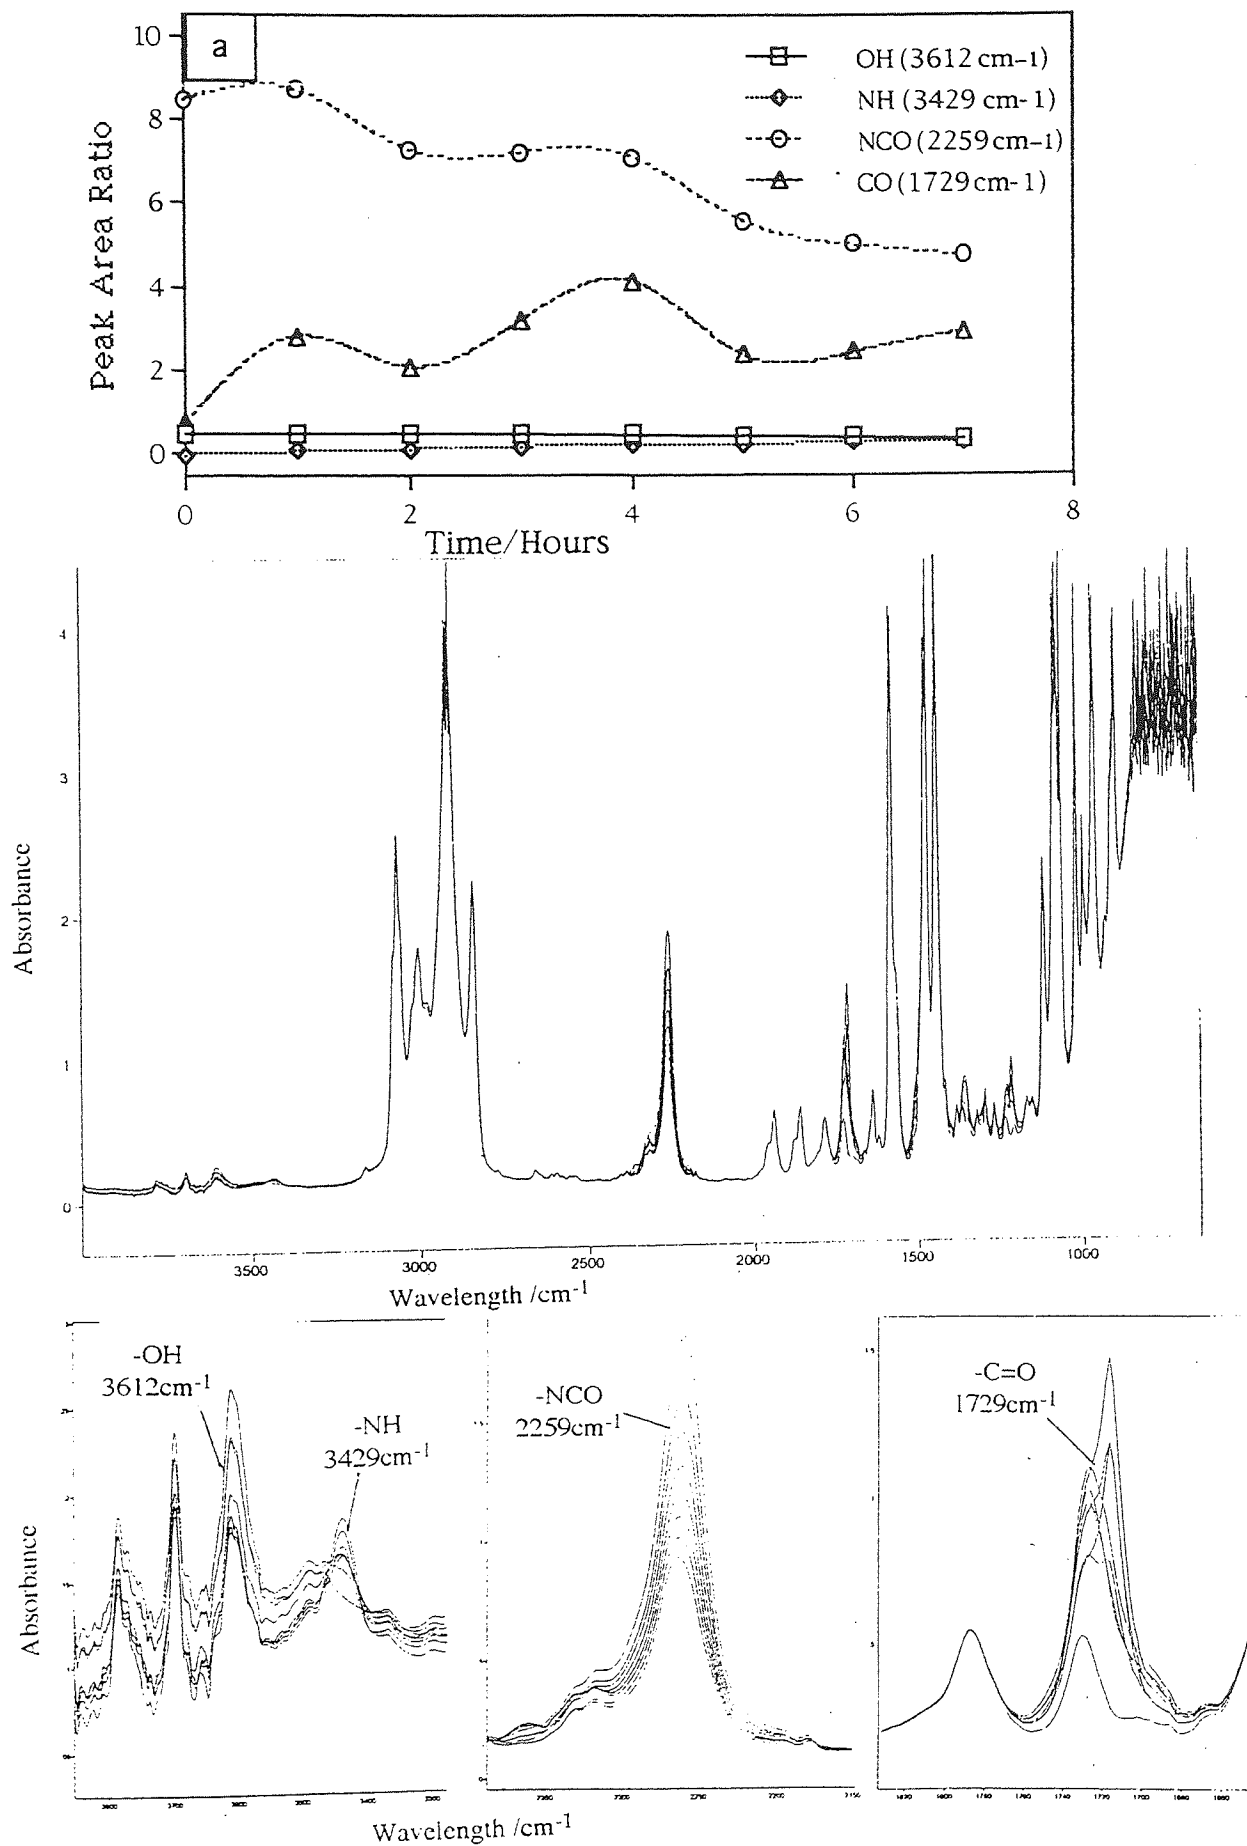 a
10
8
6
4
2
0
Peak Area Ratio
OH (3612 cm-1)
NH (3429 cm-1)
NCO (2259 cm-1)
CO (1729 cm-1)
0 2 4 6 8
Time/Hours
4
3
2
1
0
Absorbance
3500 3000 2500 2000 1500 1000
Wavelength /cm-1
-OH
3612cm-1
-NH
3429cm-1
-NCO
2259cm-1
-C=O
1729cm-1
Absorbance
Wavelength /cm-1